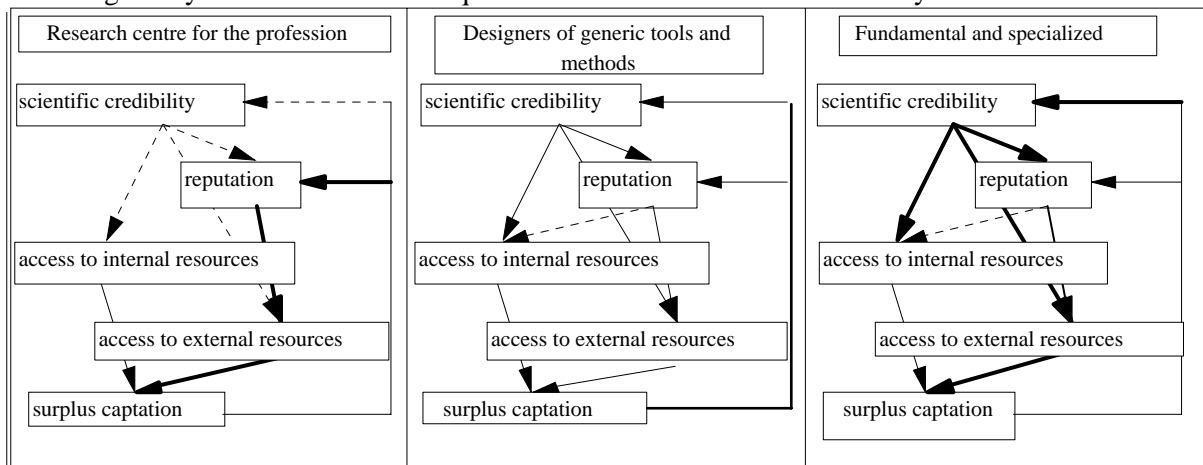 Research centre for the profession
scientific credibility
reputation
access to internal resources
access to external resources
surplus captation
Designers of generic tools and
methods
scientific credibility
reputation
access to internal resources
access to external resources
surplus captation
Fundamental and specialized
scientific credibility
reputation
access to internal resources
access to external resources
surplus captation